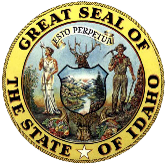 GREAT SEAL OF
THE STATE OF IDAHO
ESTO PERPETUA